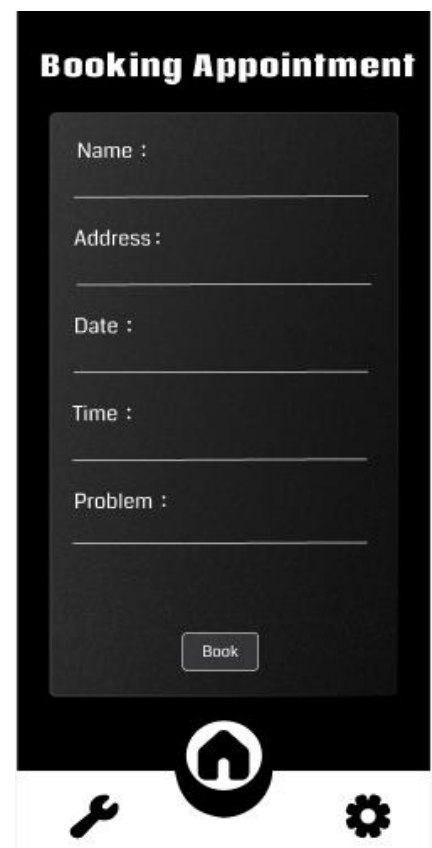 Booking Appointment
Name :
Address :
Date :
Time :
Problem :
Book